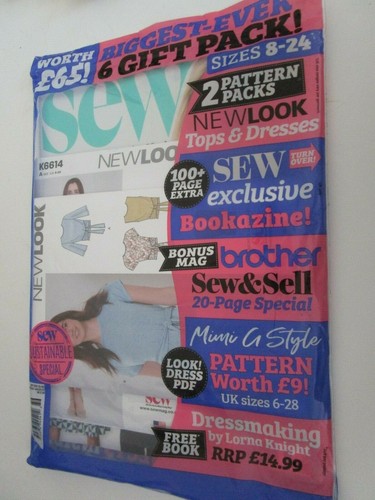 WORTH
£65!
BIGGEST-EVER
6 GIFT PACK!
SIZES 8-24
sew
2 PATTERN
PACKS
NEWLOOK
Tops & Dresses
K6614
NEWLOO
NEWLOOK
100+
PAGE
EXTRA
SEW
TURN
OVER!
exclusive
Bookazine!
BONUS
MAG
brother
Sew&Sell
20-Page Special
Mimi G Style
LOOK!
DRESS
PDF
PATTERN
Worth £9!
UK sizes 6-28
SEW
SUSTAINABLE
SPECIAL
sew
FREE
BOOK
Dressmaking
by Lorna Knight
RRP £14.99